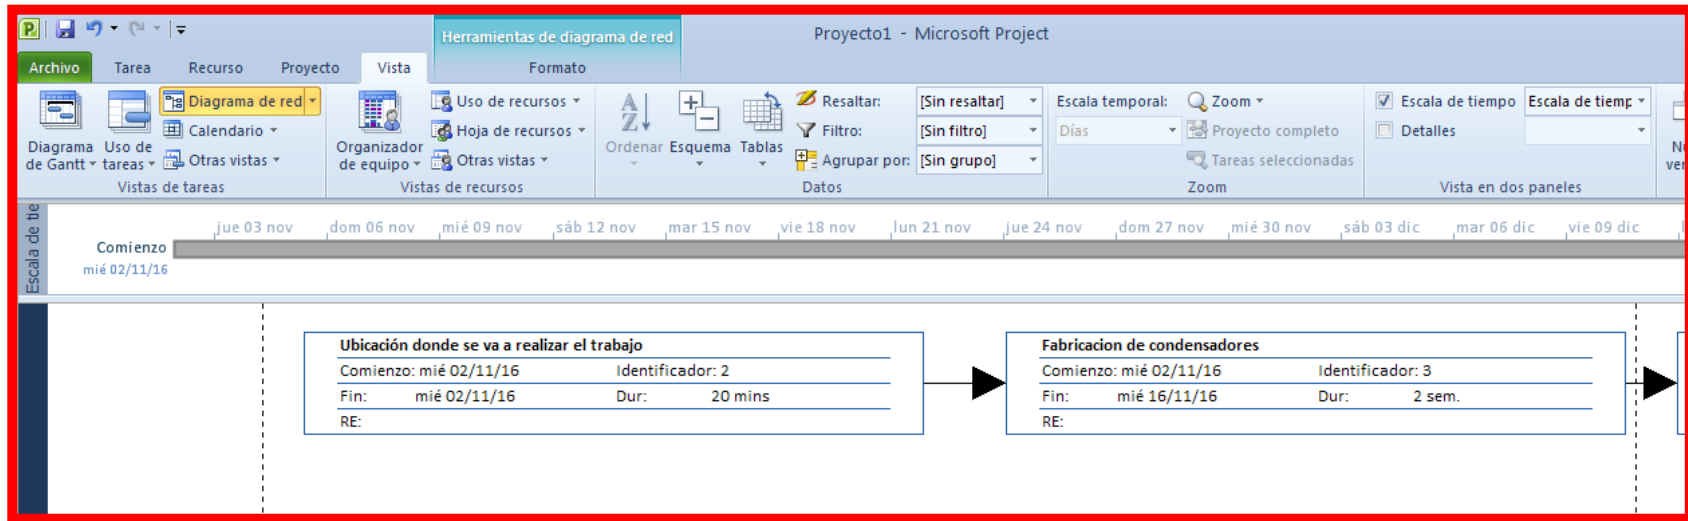 Proyecto1 - Microsoft Project
Herramientas de diagrama de red
Archivo Tarea Recurso Proyecto Vista Formato
Diagrama de Gantt
Uso de tareas
Diagrama de red
Calendario
Otras vistas
Vistas de tareas
Organizador de equipo
Uso de recursos
Hoja de recursos
Otras vistas
Vistas de recursos
Ordenar Esquema Tablas
Resaltar: [Sin resaltar]
Filtro: [Sin filtro]
Agrupar por: [Sin grupo]
Datos
Escala temporal:
Días
Zoom
Proyecto completo
Tareas seleccionadas
Zoom
Escala de tiempo Escala de tiemp
Detalles
Vista en dos paneles
Escala de tie
jue 03 nov dom 06 nov mié 09 nov sáb 12 nov mar 15 nov vie 18 nov lun 21 nov jue 24 nov dom 27 nov mié 30 nov sáb 03 dic mar 06 dic vie 09 dic
Comienzo
mié 02/11/16
Ubicación donde se va a realizar el trabajo
Comienzo: mié 02/11/16 Identificador: 2
Fin: mié 02/11/16 Dur: 20 mins
RE:
Fabricacion de condensadores
Comienzo: mié 02/11/16 Identificador: 3
Fin: mié 16/11/16 Dur: 2 sem.
RE: